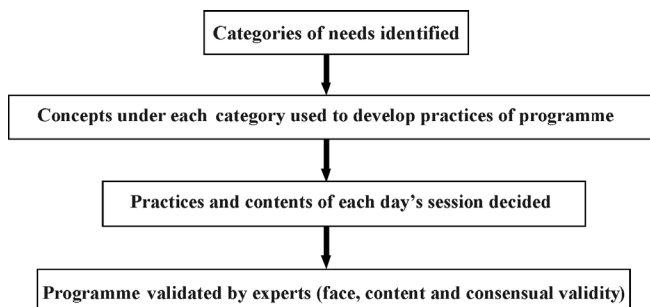 Categories of needs identified
Concepts under each category used to develop practices of programme
Practices and contents of each day's session decided
Programme validated by experts (face, content and consensual validity)